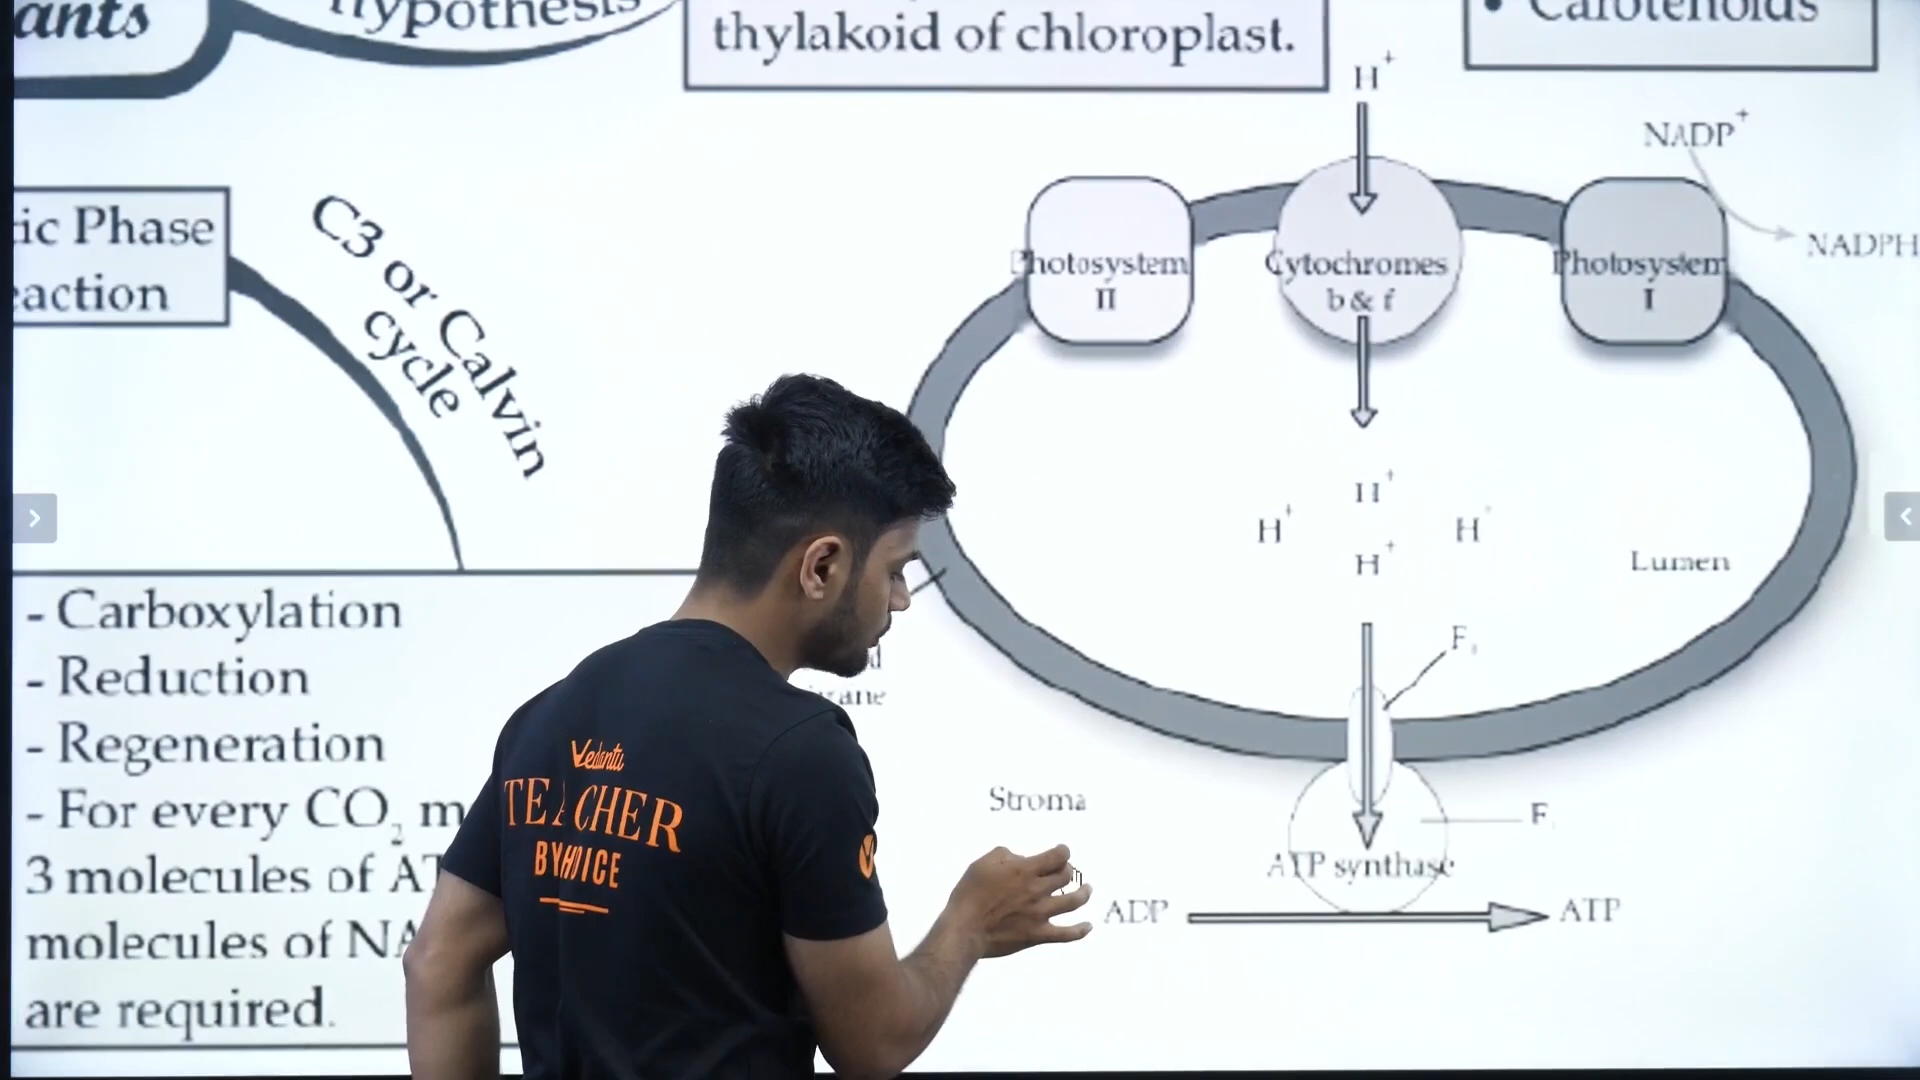 ants
hypothesis
thylakoid of chloroplast.
Carotenoids
H+
NADP+
NADPH
ic Phase
eaction
C3 or Calvin
cycle
Photosystem
II
Cytochromes
b & f
Photosystem
I
H+
H+
H+
H+
Lumen
- Carboxylation
- Reduction
- Regeneration
- For every CO2 m
3 molecules of AT
molecules of NA
are required.
rane
F
Stroma
F
ATP synthase
ADP
ATP
Vedantu
TEACHER
BY CHOICE